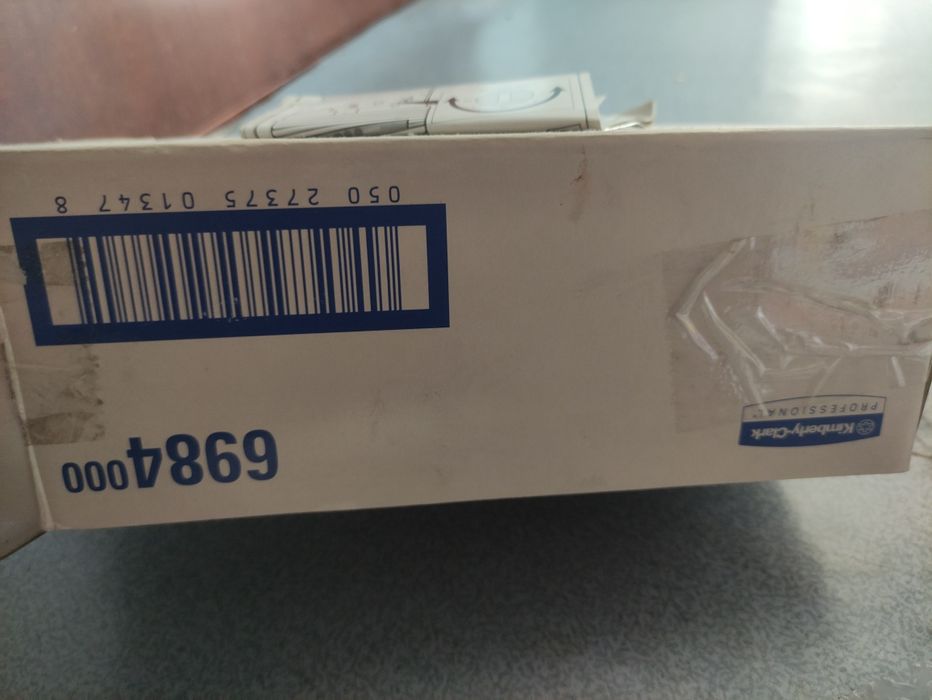 Kimberly-Clark
PROFESSIONAL*
6984000
050 27375 01347 8